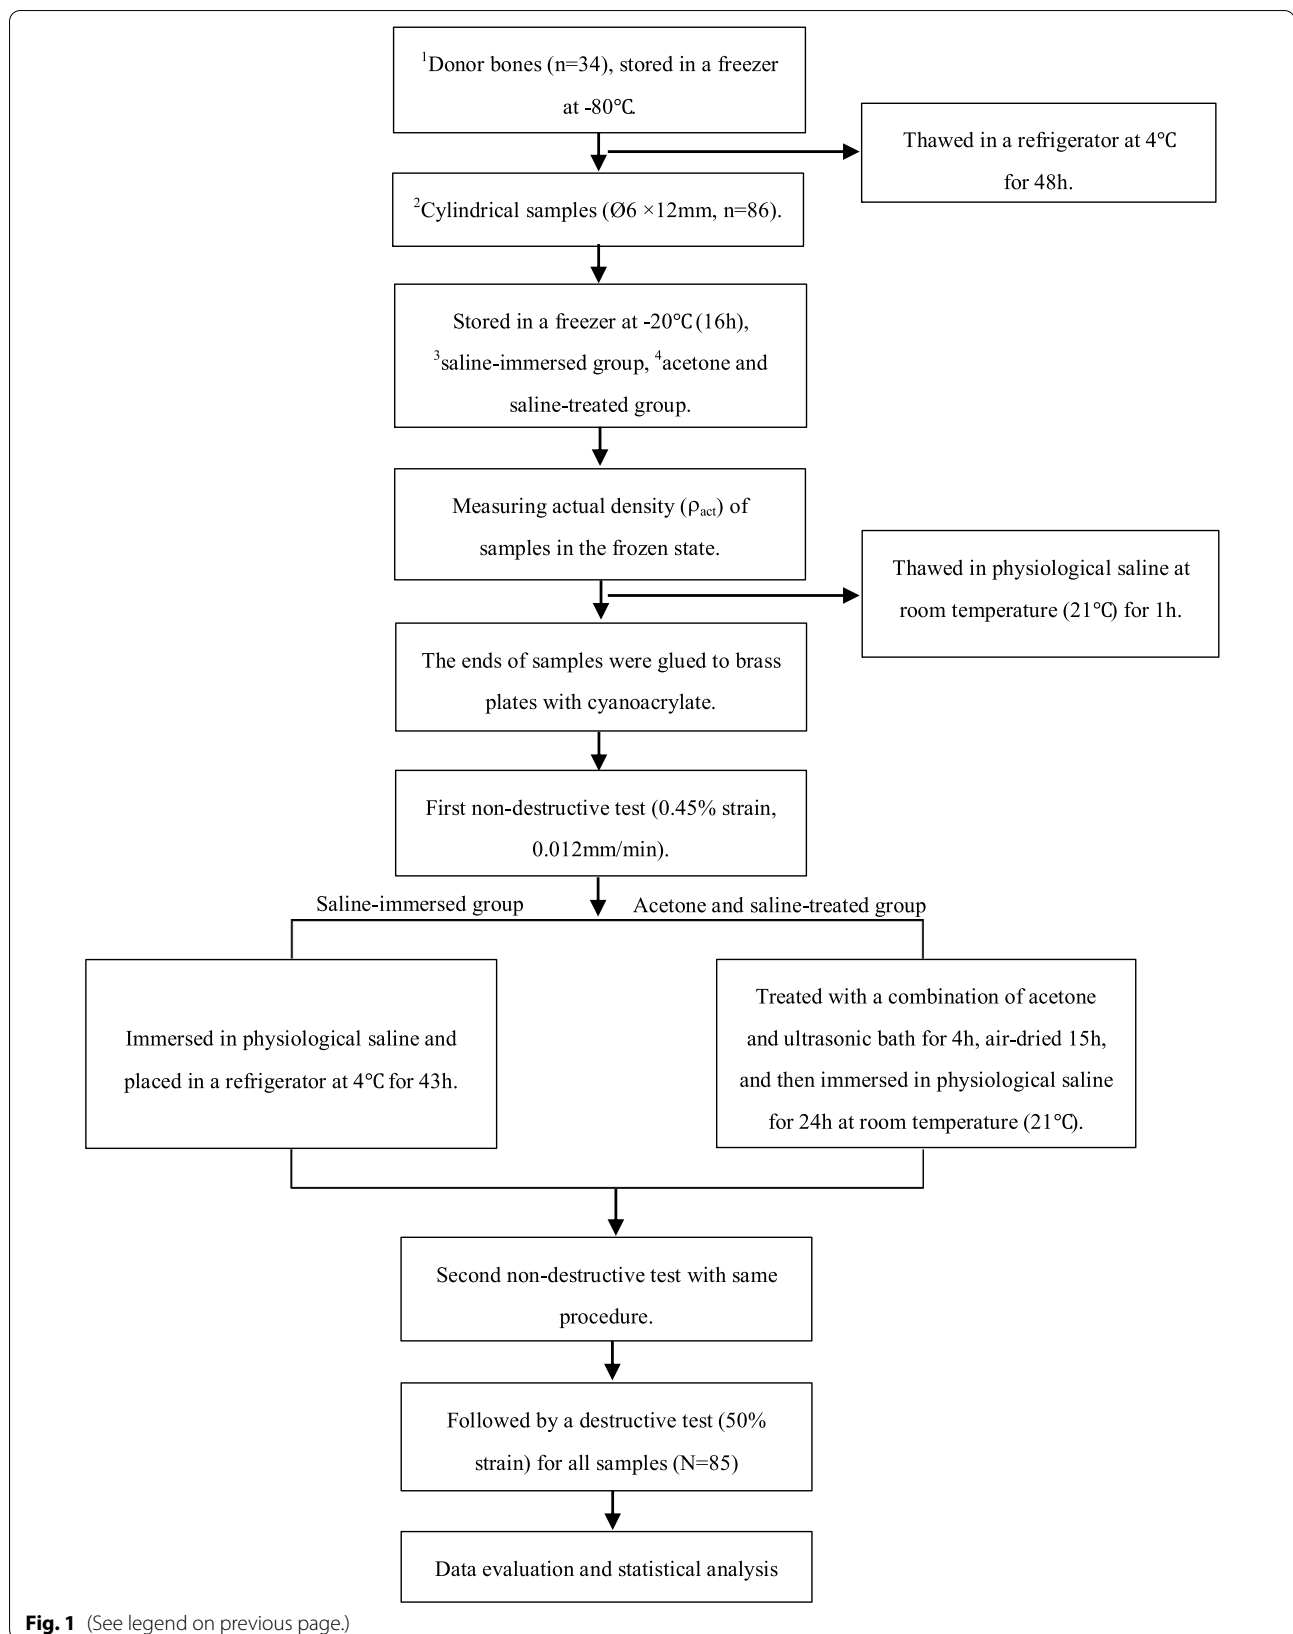 ¹Donor bones (n=34), stored in a freezer
at -80℃.
Thawed in a refrigerator at 4℃
for 48h.
²Cylindrical samples (Ø6 ×12mm, n=86).
Stored in a freezer at -20℃ (16h),
³saline-immersed group, ⁴acetone and
saline-treated group.
Measuring actual density (ρact) of
samples in the frozen state.
Thawed in physiological saline at
room temperature (21℃) for 1h.
The ends of samples were glued to brass
plates with cyanoacrylate.
First non-destructive test (0.45% strain,
0.012mm/min).
Saline-immersed group
Acetone and saline-treated group
Immersed in physiological saline and
placed in a refrigerator at 4℃ for 43h.
Treated with a combination of acetone
and ultrasonic bath for 4h, air-dried 15h,
and then immersed in physiological saline
for 24h at room temperature (21℃).
Second non-destructive test with same
procedure.
Followed by a destructive test (50%
strain) for all samples (N=85)
Data evaluation and statistical analysis
Fig. 1 (See legend on previous page.)